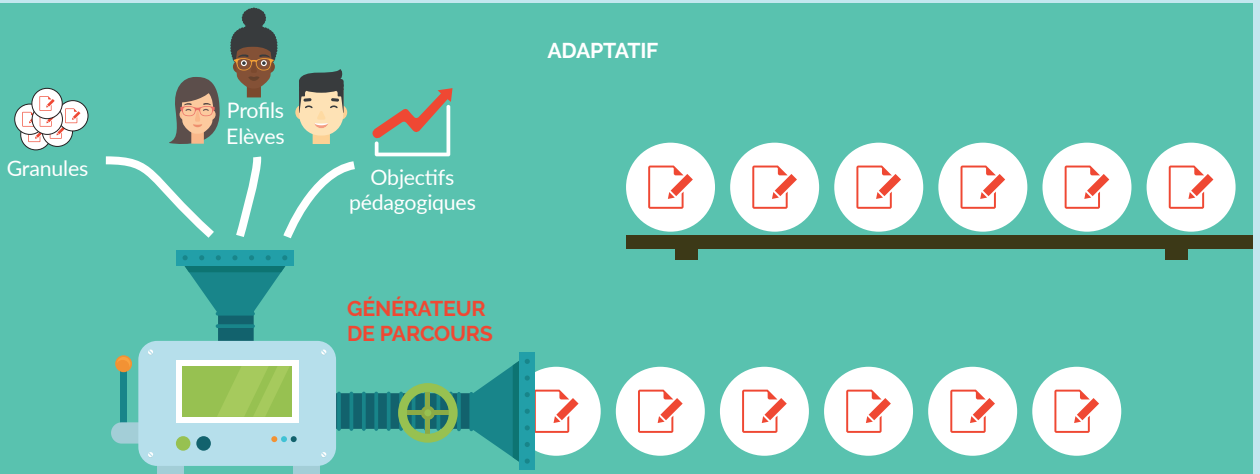 ADAPTATIF
Profils
Elèves
Granules
Objectifs
pédagogiques
GÉNÉRATEUR
DE PARCOURS